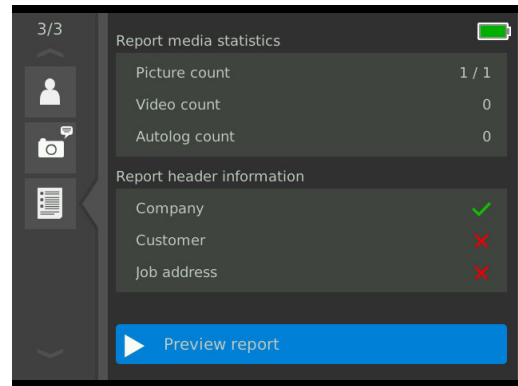 3/3
Report media statistics
Picture count 1 / 1
Video count 0
Autolog count 0
Report header information
Company
Customer
Job address
Preview report